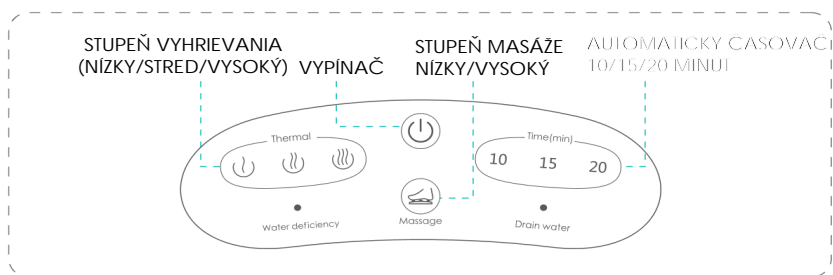 STUPEŇ VYHRIEVANIA
(NÍZKY/STRED/VYSOKÝ)
VYPÍNAČ
STUPEŇ MASÁŽE
NÍZKY/VYSOKÝ
AUTOMATICKÝ ČASOVAČ
10/15/20 MINÚT
Thermal
Time(min)
10 15 20
Massage
Water deficiency
Drain water